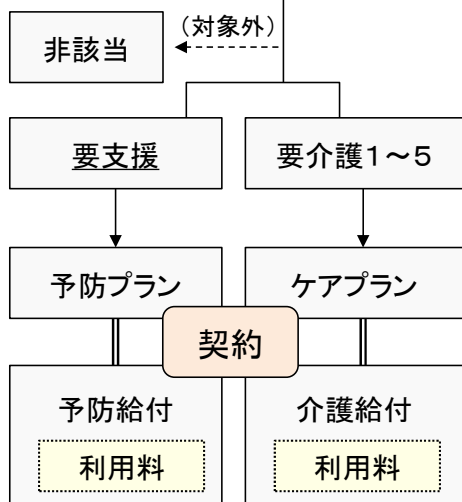 (対象外)
非該当
要支援
要介護1~5
予防プラン
ケアプラン
契約
予防給付
介護給付
利用料
利用料